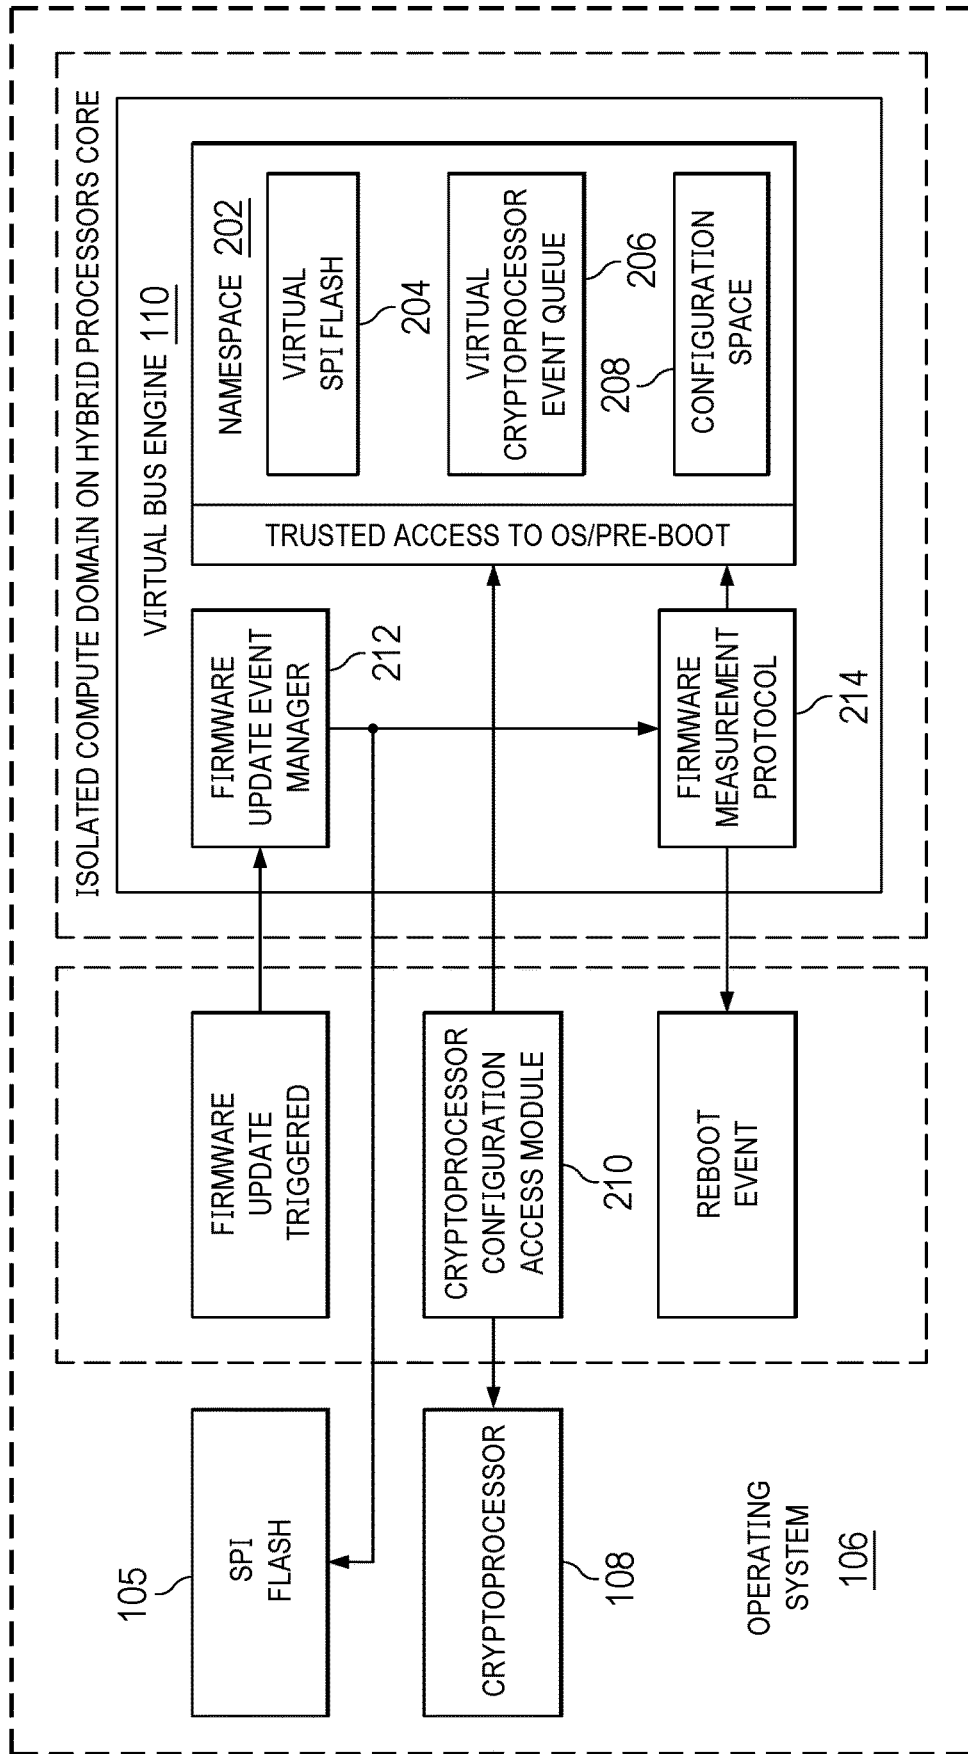 ISOLATED COMPUTE DOMAIN ON HYBRID PROCESSORS CORE
VIRTUAL BUS ENGINE 110
105
SPI
FLASH
FIRMWARE
UPDATE
TRIGGERED
FIRMWARE
UPDATE EVENT
MANAGER
212
NAMESPACE 202
VIRTUAL
SPI FLASH
204
CRYPTOPROCESSOR
108
CRYPTOPROCESSOR
CONFIGURATION
ACCESS MODULE
210
TRUSTED ACCESS TO OS/PRE-BOOT
VIRTUAL
CRYPTOPROCESSOR
EVENT QUEUE
206
OPERATING
SYSTEM
106
REBOOT
EVENT
FIRMWARE
MEASUREMENT
PROTOCOL
214
208
CONFIGURATION
SPACE